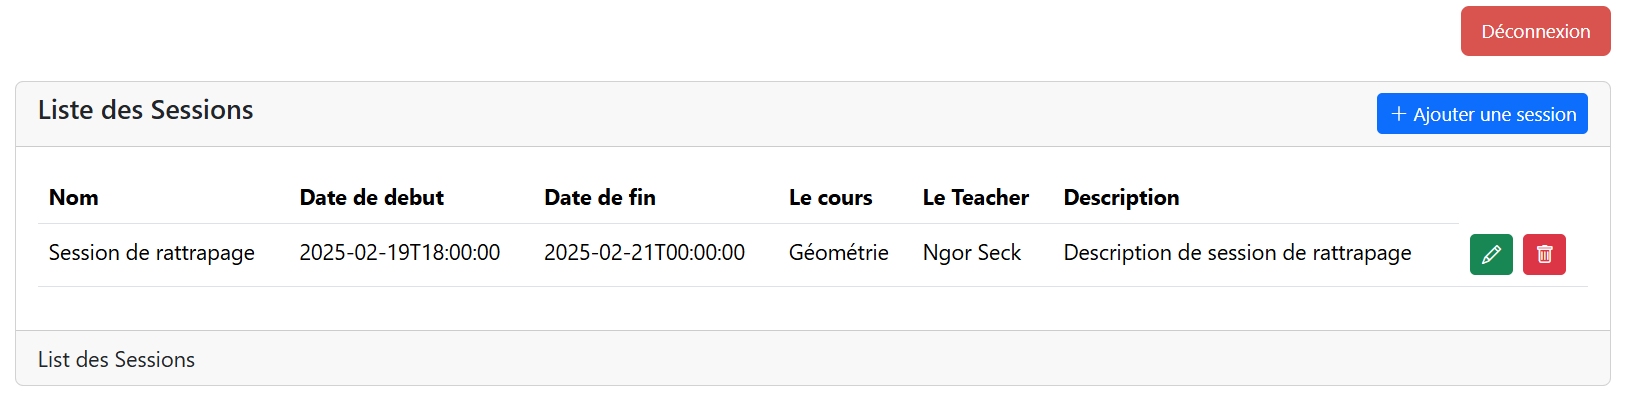 Déconnexion
Liste des Sessions
+ Ajouter une session
Nom Date de debut Date de fin Le cours Le Teacher Description
Session de rattrapage 2025-02-19T18:00:00 2025-02-21T00:00:00 Géométrie Ngor Seck Description de session de rattrapage
List des Sessions